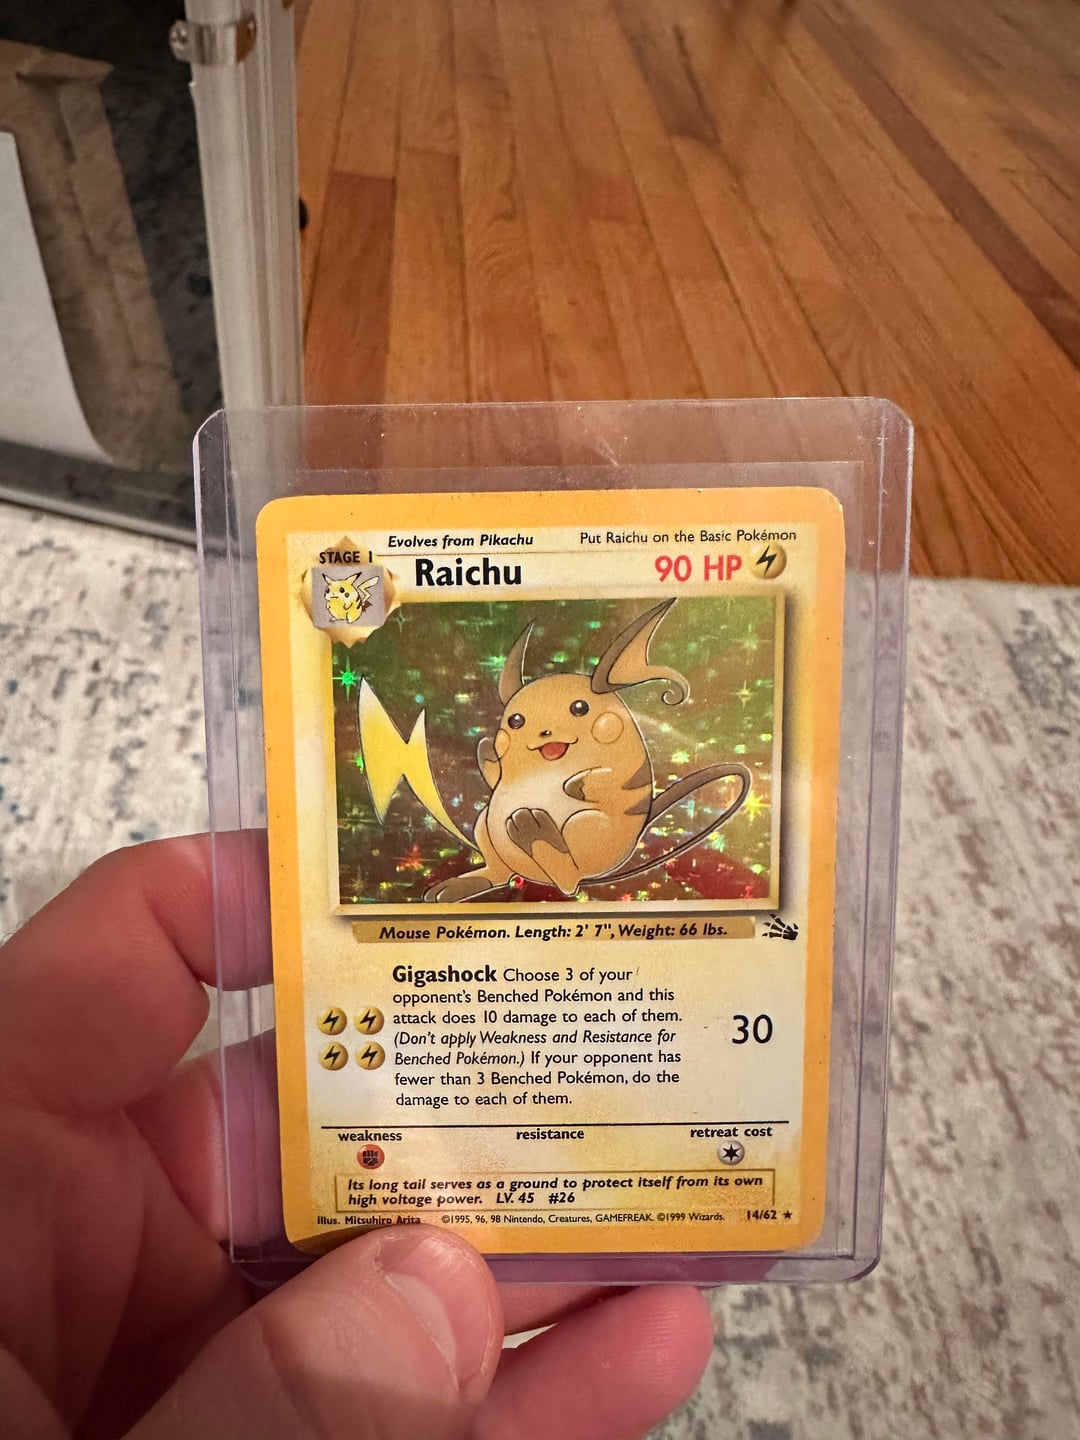 Evolves from Pikachu Put Raichu on the Basic Pokémon
STAGE 1 Raichu 90 HP
Mouse Pokémon. Length: 2' 7", Weight: 66 lbs.
Gigashock Choose 3 of your
opponent's Benched Pokémon and this
attack does 10 damage to each of them.
(Don't apply Weakness and Resistance for
Benched Pokémon.) If your opponent has
fewer than 3 Benched Pokémon, do the
damage to each of them.
30
weakness resistance retreat cost
Its long tail serves as a ground to protect itself from its own
high voltage power. LV. 45 #26
Illus. Mitsuhiro Arita ©1995, 96, 98 Nintendo, Creatures, GAMEFREAK. ©1999 Wizards. 14/62 ★